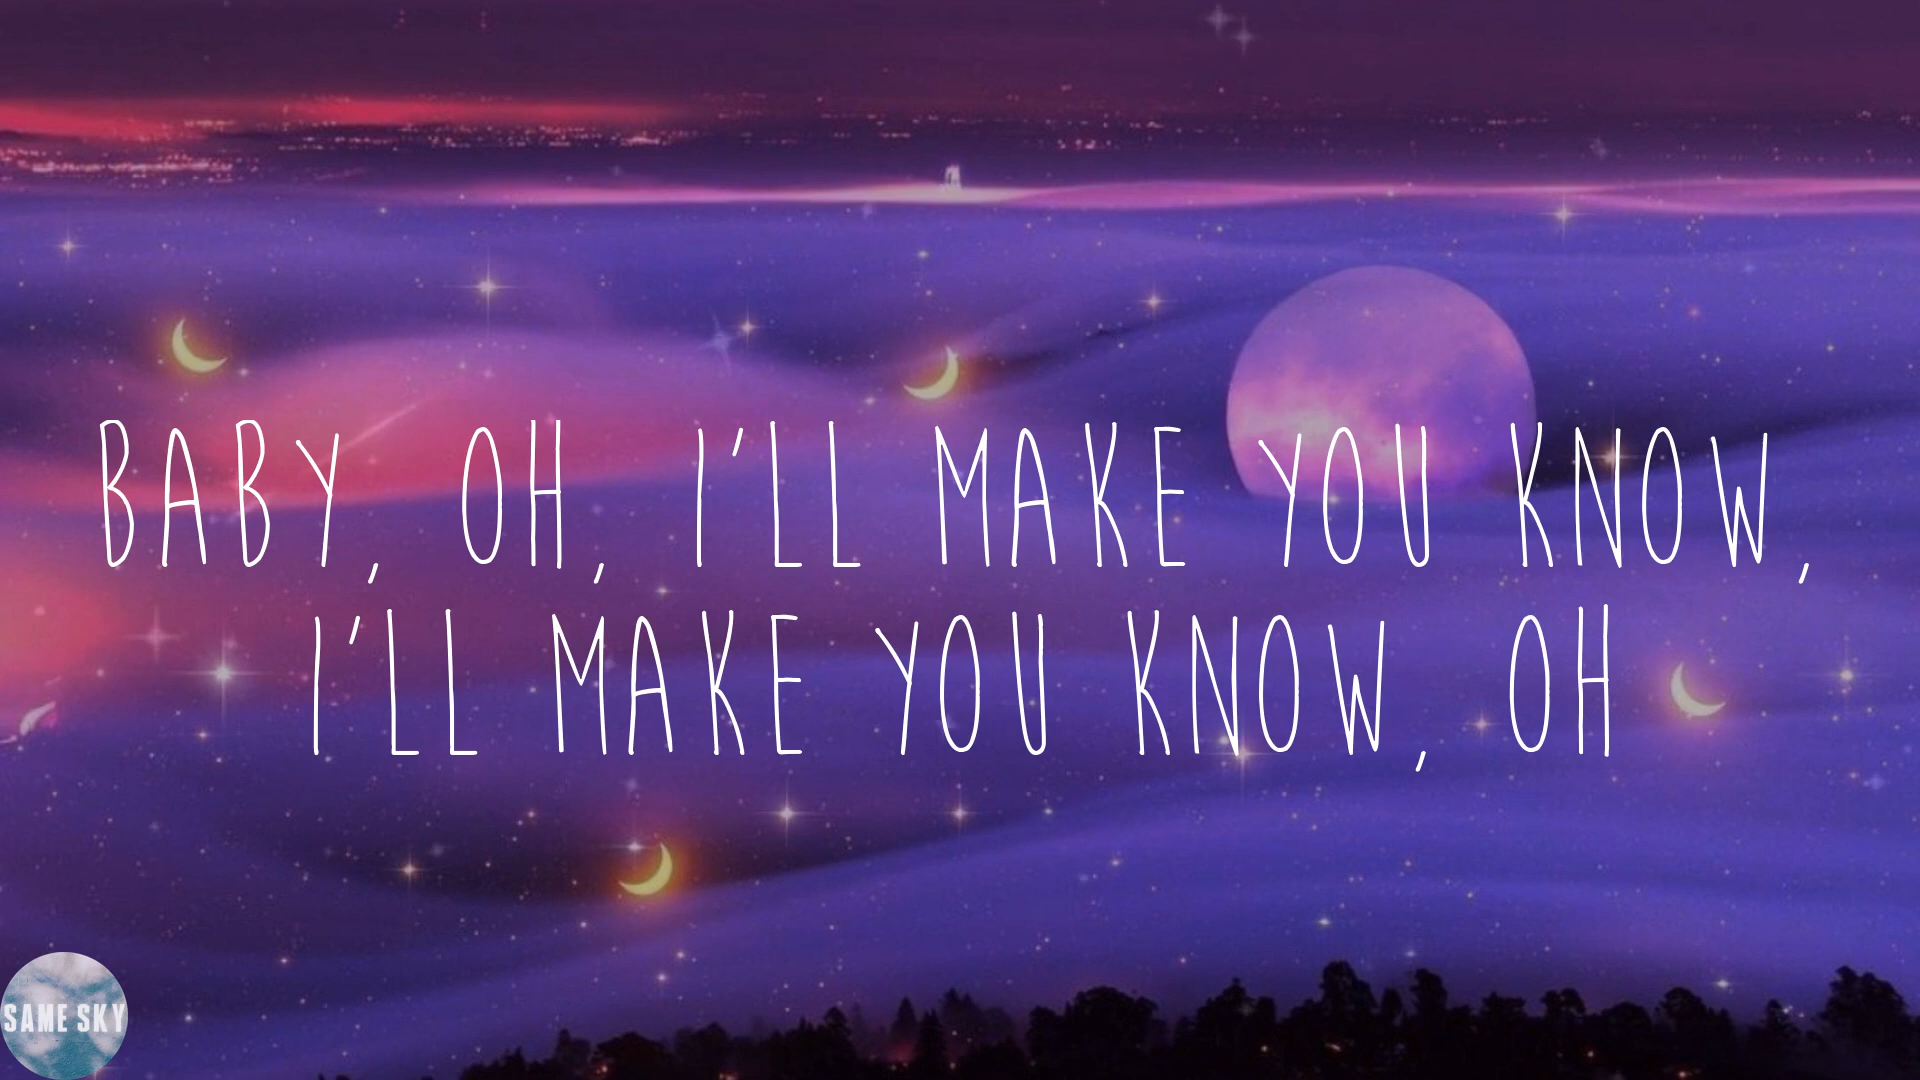 BABY, OH, I'LL MAKE YOU KNOW,
I'LL MAKE YOU KNOW, OH
SAME SKY